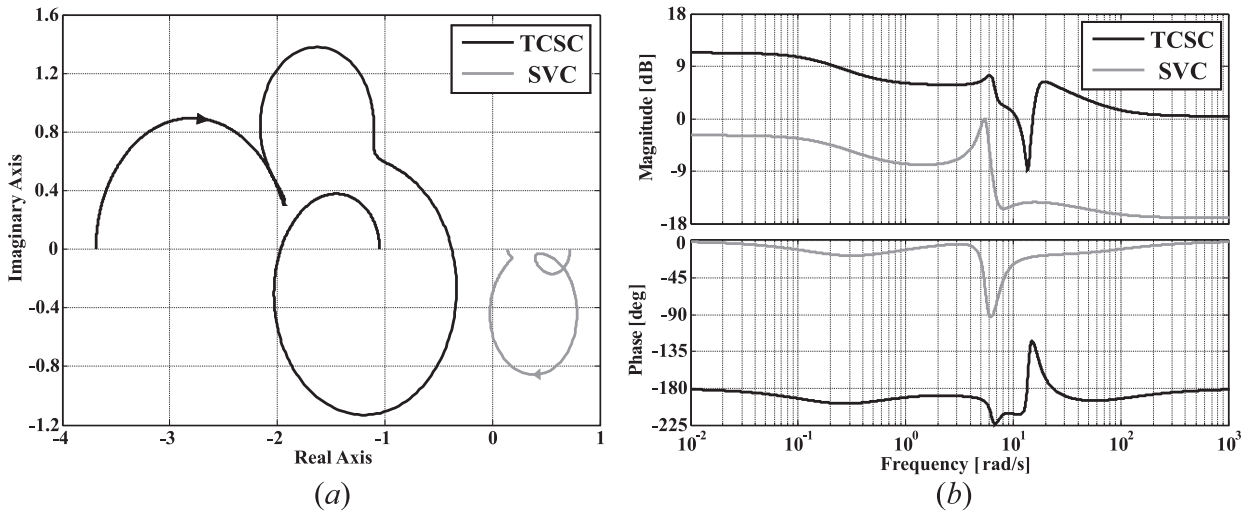 1.6
1.2
0.8
0.4
0
-0.4
-0.8
-1.2
Imaginary Axis
-4
-3
-2
-1
0
1
Real Axis
TCSC
SVC
(a)
18
9
0
-9
-18
Magnitude [dB]
TCSC
SVC
0
-45
-90
-135
-180
-225
Phase [deg]
10^-2
10^-1
10^0
10^1
10^2
10^3
Frequency [rad/s]
(b)